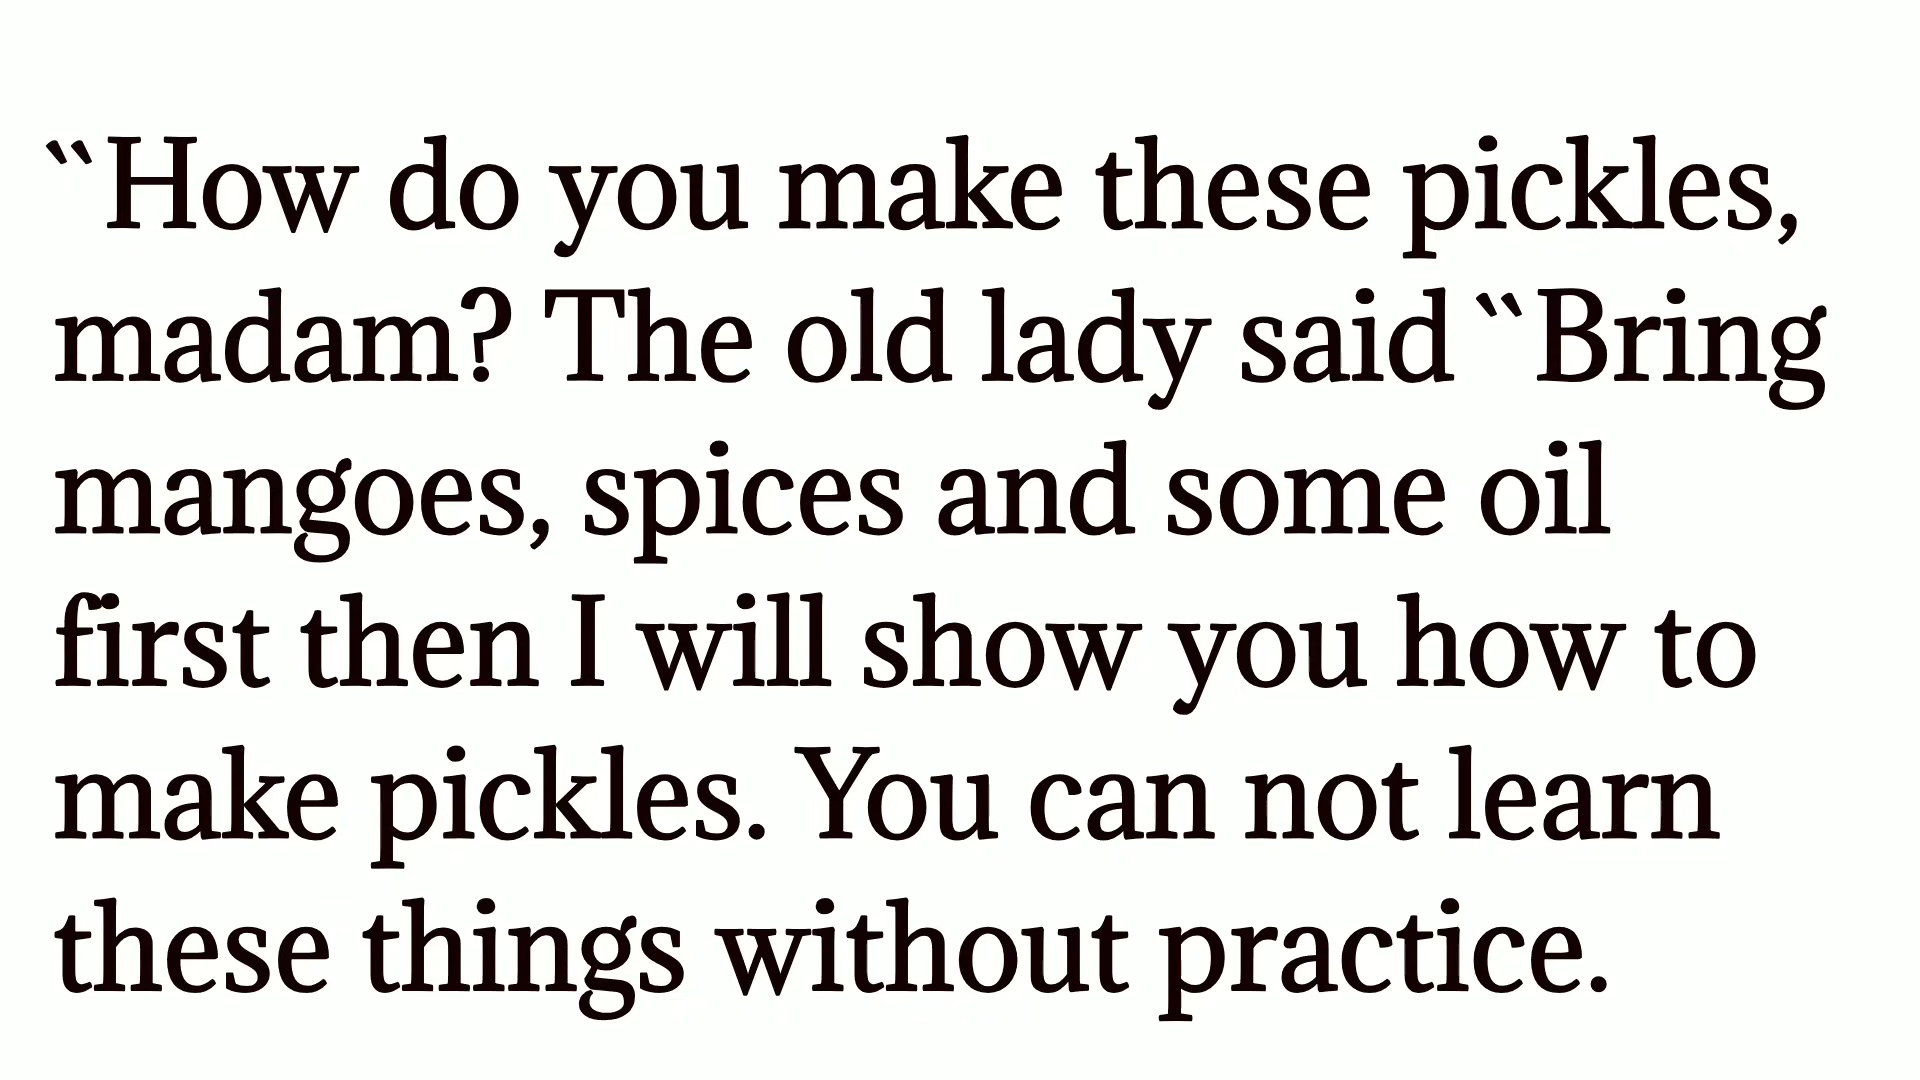 ``How do you make these pickles,
madam? The old lady said ``Bring
mangoes, spices and some oil
first then I will show you how to
make pickles. You can not learn
these things without practice.